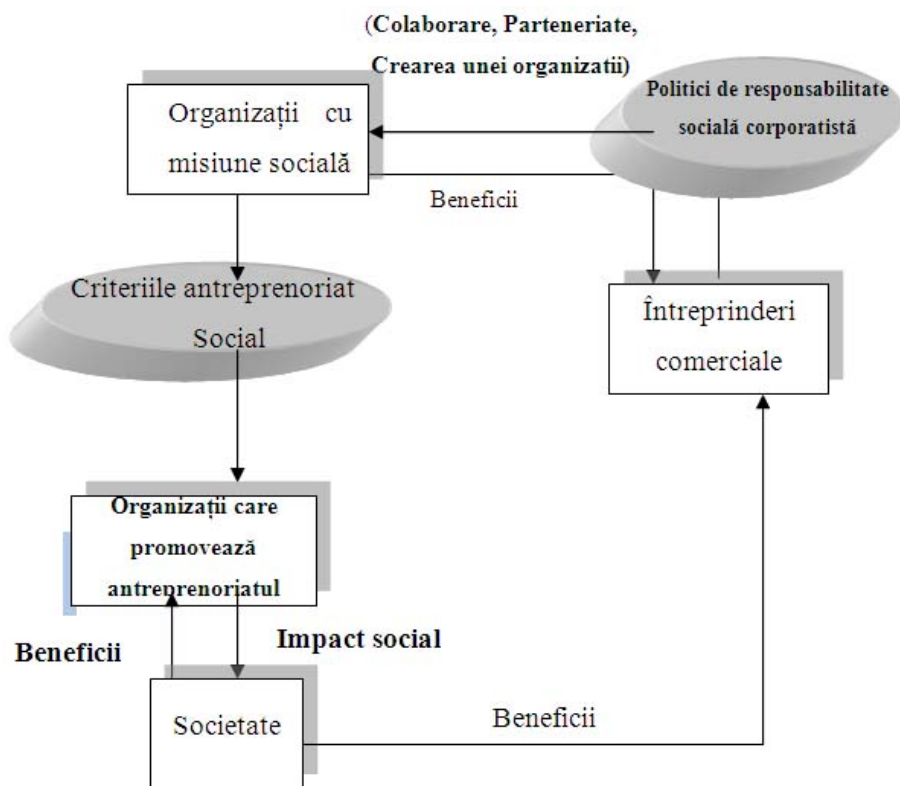 (Colaborare, Parteneriate,
Crearea unei organizatii)
Politici de responsabilitate
socială corporatistă
Organizații cu
misiune socială
Beneficii
Criteriile antreprenoriat
Social
Întreprinderi
comerciale
Organizații care
promovează
antreprenoriatul
Beneficii
Impact social
Societate
Beneficii